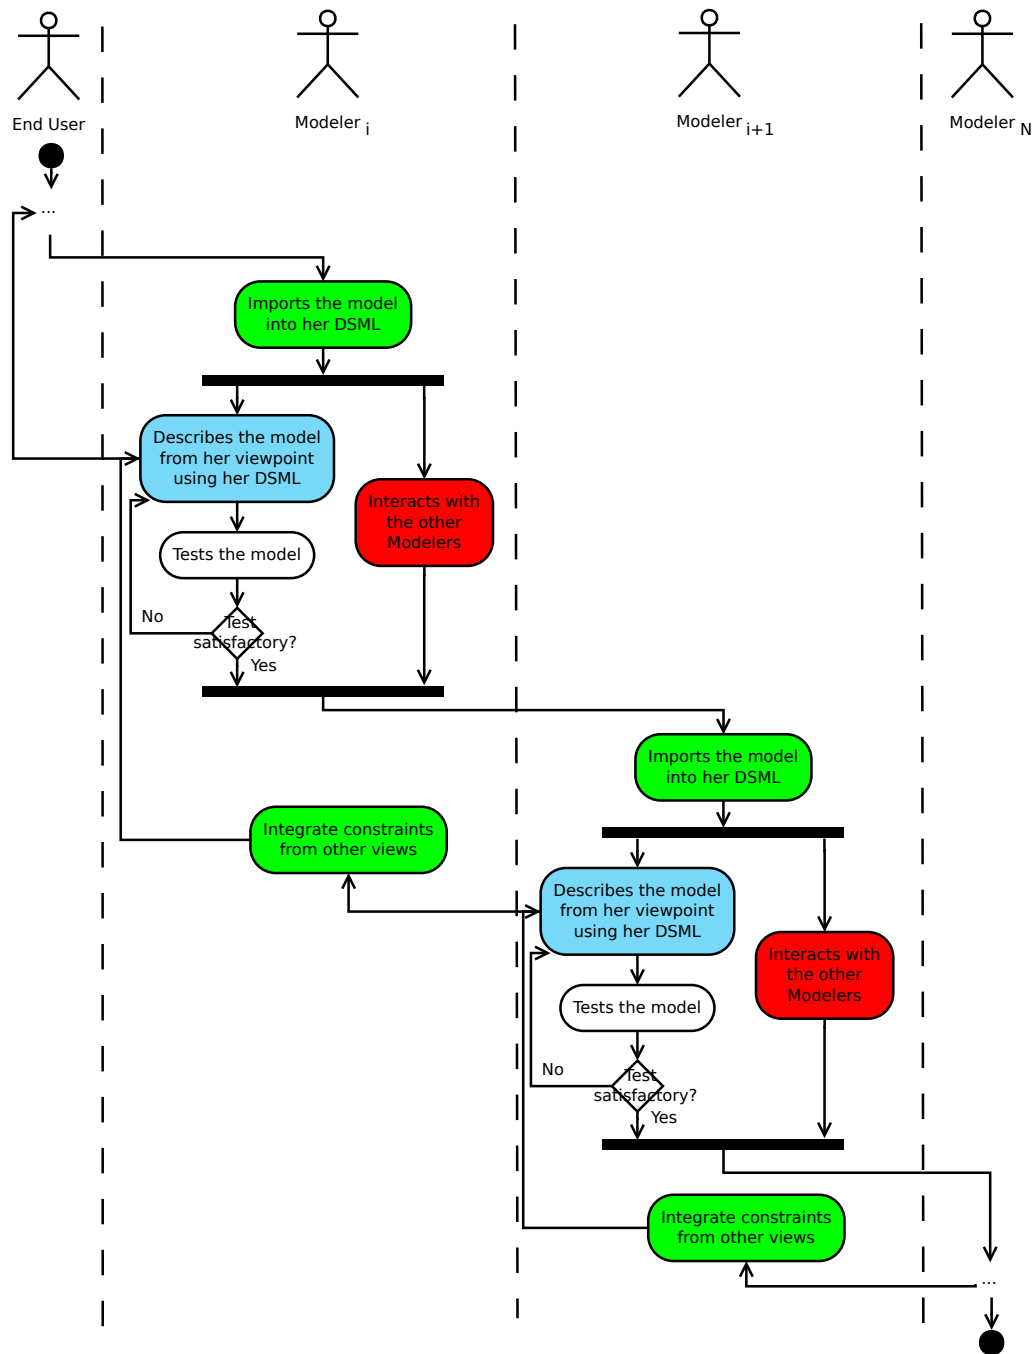 End User
Modeler i
Modeler i+1
Modeler N
...
Imports the model
into her DSML
Describes the model
from her viewpoint
using her DSML
Interacts with
the other
Modelers
Tests the model
No
Test
satisfactory?
Yes
Imports the model
into her DSML
Integrate constraints
from other views
Describes the model
from her viewpoint
using her DSML
Interacts with
the other
Modelers
Tests the model
No
Test
satisfactory?
Yes
Integrate constraints
from other views
...